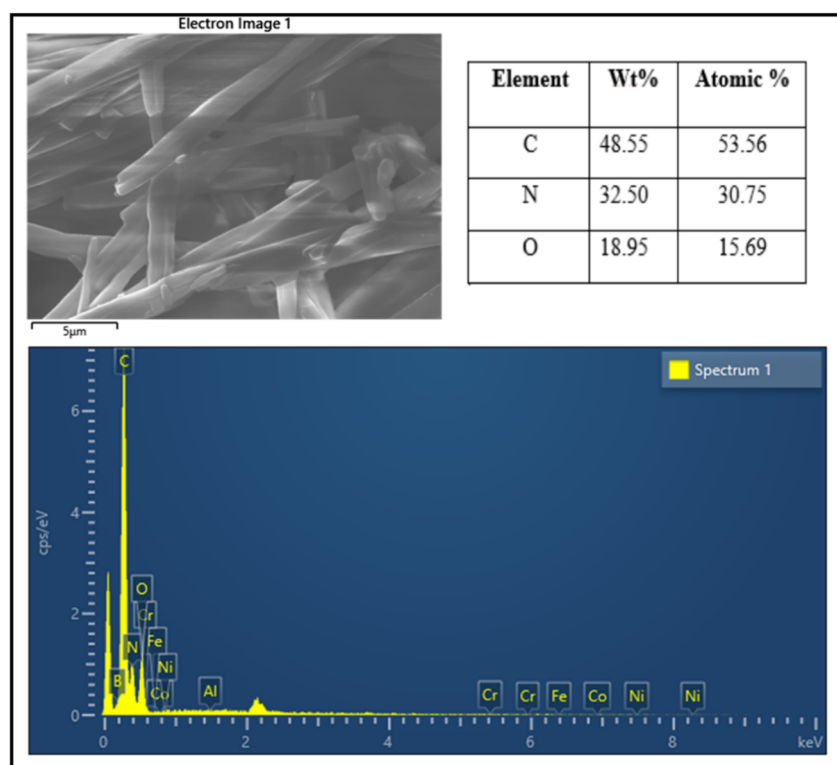 Electron Image 1
5µm
Element Wt% Atomic %
C 48.55 53.56
N 32.50 30.75
O 18.95 15.69
Spectrum 1
C
6
4
cps/eV
2
O
Cr
Fe
N
Ni
B
Co
Al
Cr Cr Fe Co Ni Ni
0
0 2 4 6 8 keV